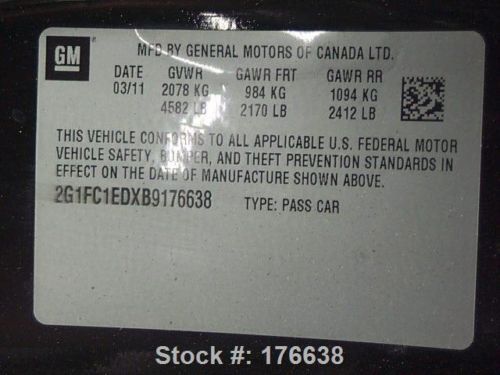 GM
MFD BY GENERAL MOTORS OF CANADA LTD.
DATE GVWR GAWR FRT GAWR RR
03/11 2078 KG 984 KG 1094 KG
4582 LB 2170 LB 2412 LB
THIS VEHICLE CONFORMS TO ALL APPLICABLE U.S. FEDERAL MOTOR
VEHICLE SAFETY, BUMPER, AND THEFT PREVENTION STANDARDS IN
EFFECT ON THE DATE OF MANUFACTURE SHOWN ABOVE.
2G1FC1EDXB9176638 TYPE: PASS CAR
Stock #: 176638